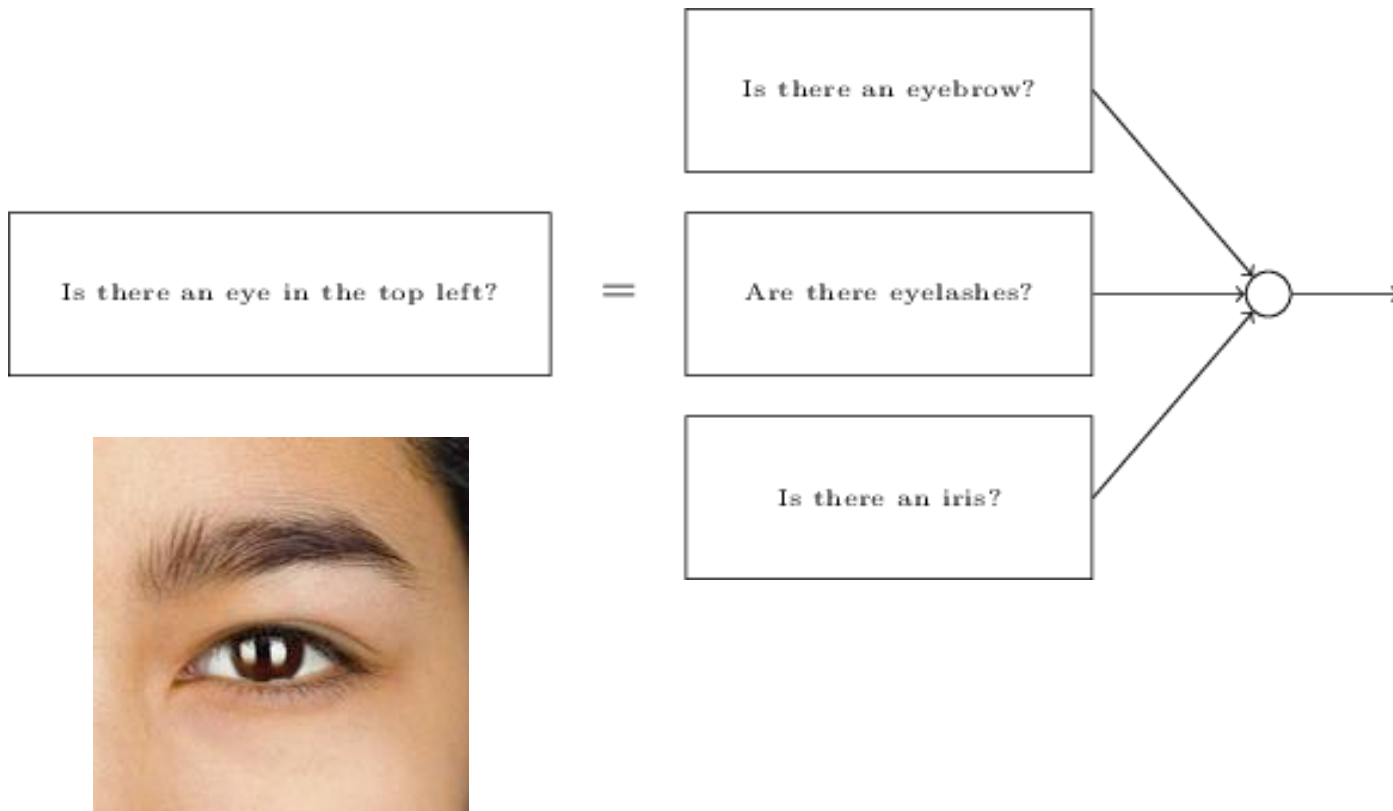 Is there an eyebrow?
Is there an eye in the top left?
=
Are there eyelashes?
Is there an iris?